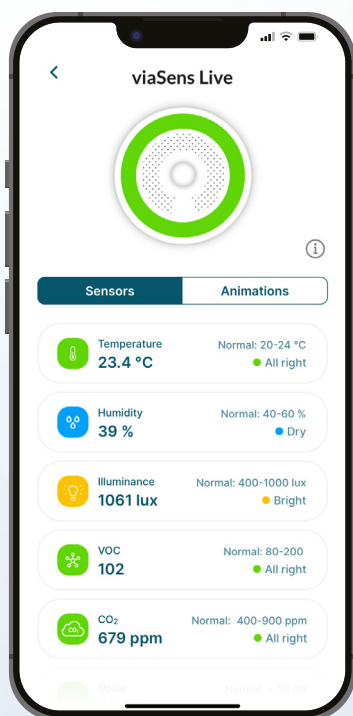 viaSens Live
Sensors
Animations
Temperature
Normal: 20-24 °C
23.4 °C
All right
Humidity
Normal: 40-60 %
39 %
Dry
Illuminance
Normal: 400-1000 lux
1061 lux
Bright
VOC
Normal: 80-200
102
All right
CO₂
Normal: 400-900 ppm
CO₂
679 ppm
All right
Noise